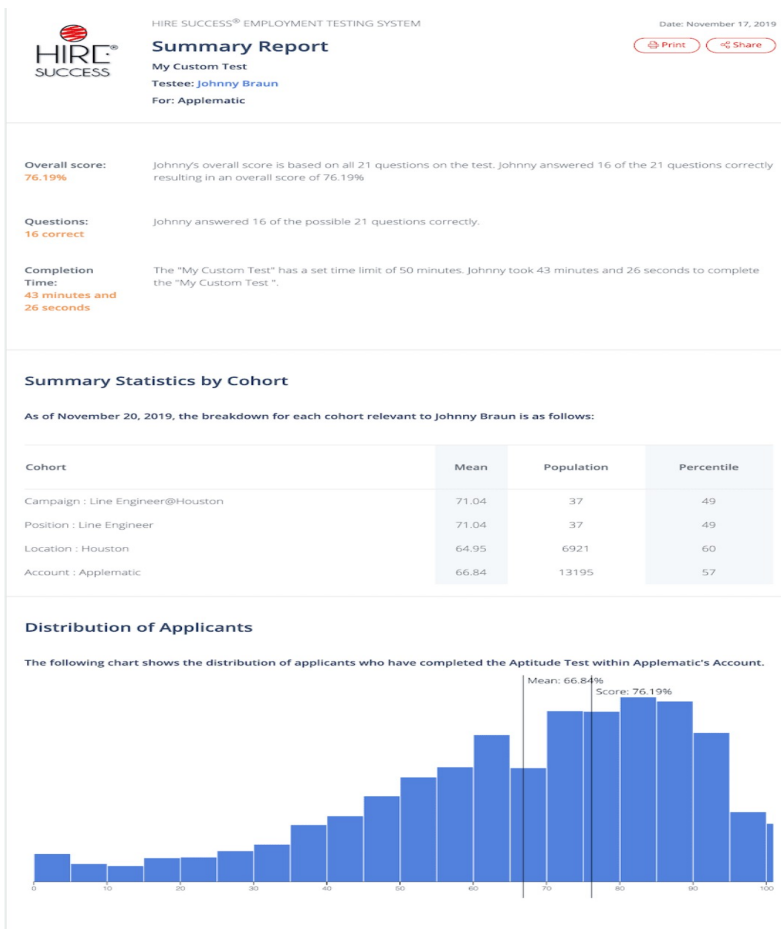 HIRE®
SUCCESS
HIRE SUCCESS® EMPLOYMENT TESTING SYSTEM
Date: November 17, 2019
Summary Report
Print
Share
My Custom Test
Testee: Johnny Braun
For: Applematic
Overall score:
76.19%
Johnny's overall score is based on all 21 questions on the test. Johnny answered 16 of the 21 questions correctly
resulting in an overall score of 76.19%
Questions:
16 correct
Johnny answered 16 of the possible 21 questions correctly.
Completion
Time:
43 minutes and
26 seconds
The "My Custom Test" has a set time limit of 50 minutes. Johnny took 43 minutes and 26 seconds to complete
the "My Custom Test ".
Summary Statistics by Cohort
As of November 20, 2019, the breakdown for each cohort relevant to Johnny Braun is as follows:
Cohort Mean Population Percentile
Campaign : Line Engineer@Houston 71.04 37 49
Position : Line Engineer 71.04 37 49
Location : Houston 64.95 6921 60
Account : Applematic 66.84 13195 57
Distribution of Applicants
The following chart shows the distribution of applicants who have completed the Aptitude Test within Applematic's Account.
Mean: 66.84%
Score: 76.19%
0 10 20 30 40 50 60 70 80 90 100